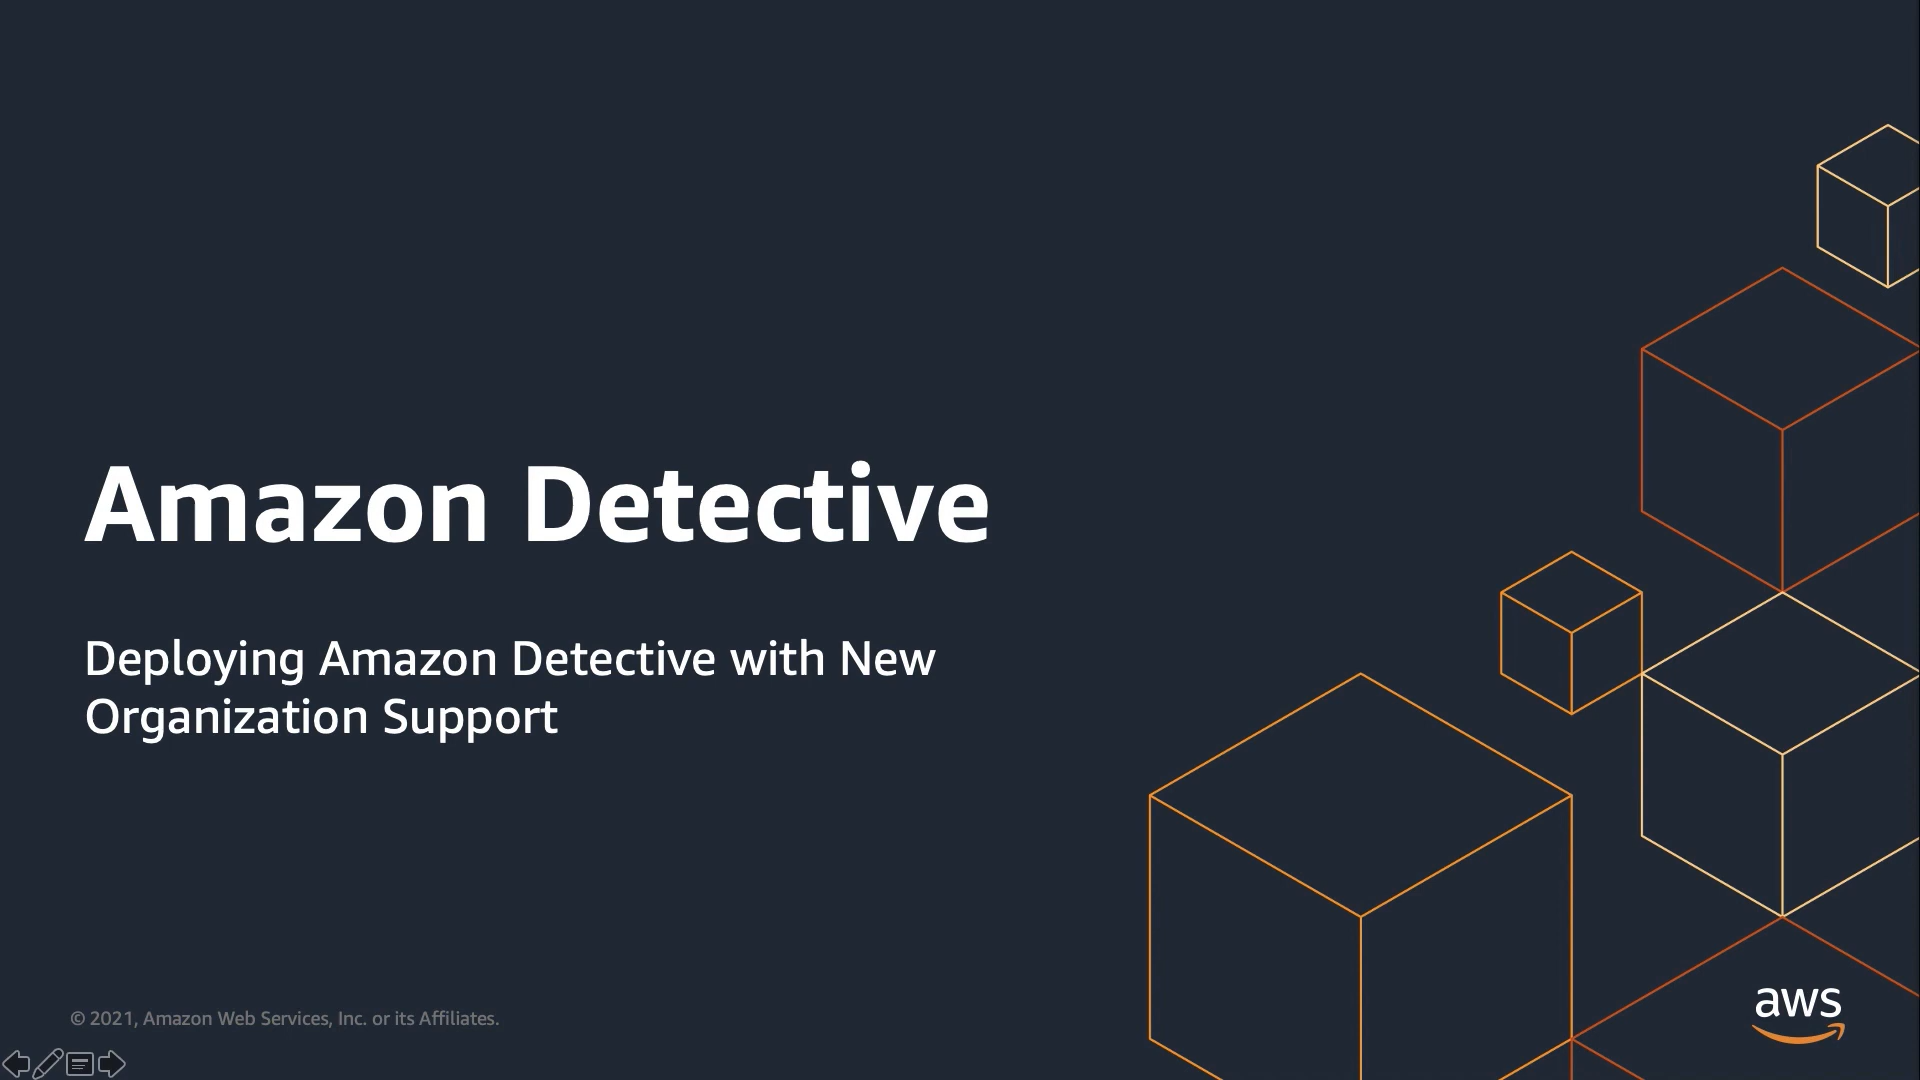 Amazon Detective
Deploying Amazon Detective with New
Organization Support
© 2021, Amazon Web Services, Inc. or its Affiliates.
aws